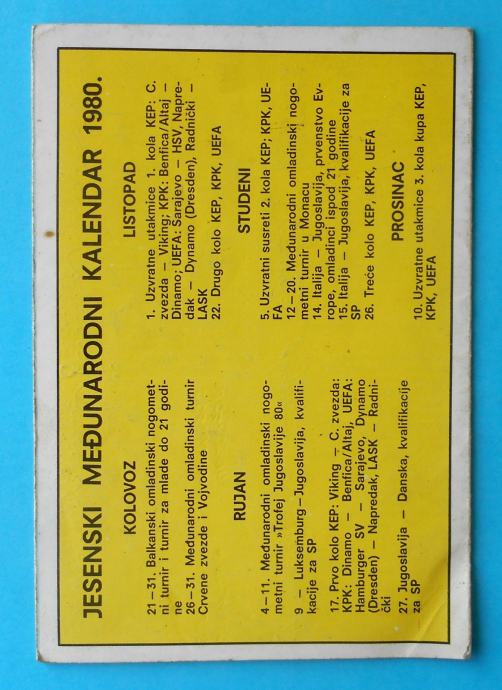 JESENSKI MEĐUNARODNI KALENDAR 1980.
KOLOVOZ
21–31. Balkanski omladinski nogomet-
ni turnir i turnir za mlade do 21 godi-
ne
26–31. Međunarodni omladinski turnir
Crvene zvezde i Vojvodine
RUJAN
4–11. Međunarodni omladinski nogo-
metni turnir »Trofej Jugoslavije 80«
9 – Luksemburg – Jugoslavija, kvalifi-
kacije za SP
17. Prvo kolo KEP: Viking – C. zvezda:
KPK: Dinamo – Benfica/Altaj, UEFA:
Hamburger SV – Sarajevo, Dynamo
(Dresden) – Napredak, LASK – Radni-
čki
27. Jugoslavija – Danska, kvalifikacije
za SP
LISTOPAD
1. Uzvratne utakmice 1. kola KEP: C.
zvezda – Viking; KPK: Benfica/Altaj –
Dinamo; UEFA: Sarajevo – HSV, Napre-
dak – Dynamo (Dresden), Radnički –
LASK
22. Drugo kolo KEP, KPK, UEFA
STUDENI
5. Uzvratni susreti 2. kola KEP; KPK, UE-
FA
12–20. Međunarodni omladinski nogo-
metni turnir u Monacu
14. Italija – Jugoslavija, prvenstvo Ev-
rope, omladinci ispod 21 godine
15. Italija – Jugoslavija, kvalifikacije za
SP
26. Treće kolo KEP, KPK, UEFA
PROSINAC
10. Uzvratne utakmice 3. kola kupa KEP,
KPK, UEFA